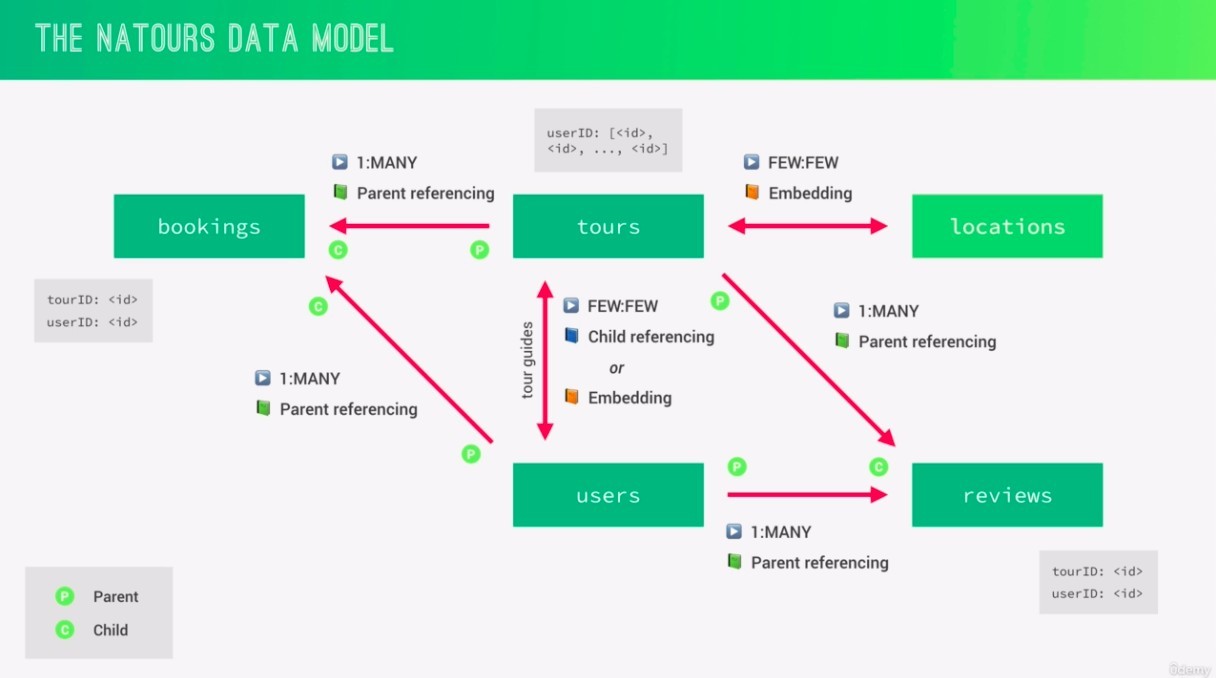 THE NATOURS DATA MODEL
userID: [<id>,
<id>, ..., <id>]
1:MANY
Parent referencing
FEW:FEW
Embedding
bookings
tours
locations
C
P
tourID: <id>
userID: <id>
C
tour guides
FEW:FEW
Child referencing
or
Embedding
P
1:MANY
Parent referencing
1:MANY
Parent referencing
P
P
C
users
reviews
1:MANY
Parent referencing
tourID: <id>
userID: <id>
P Parent
C Child
ûdemy